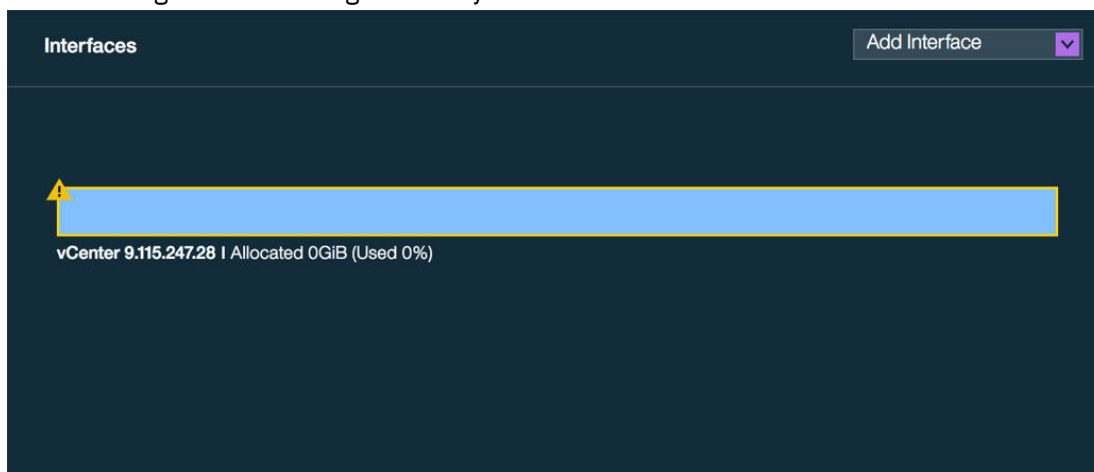 Interfaces
Add Interface
vCenter 9.115.247.28 | Allocated 0GiB (Used 0%)